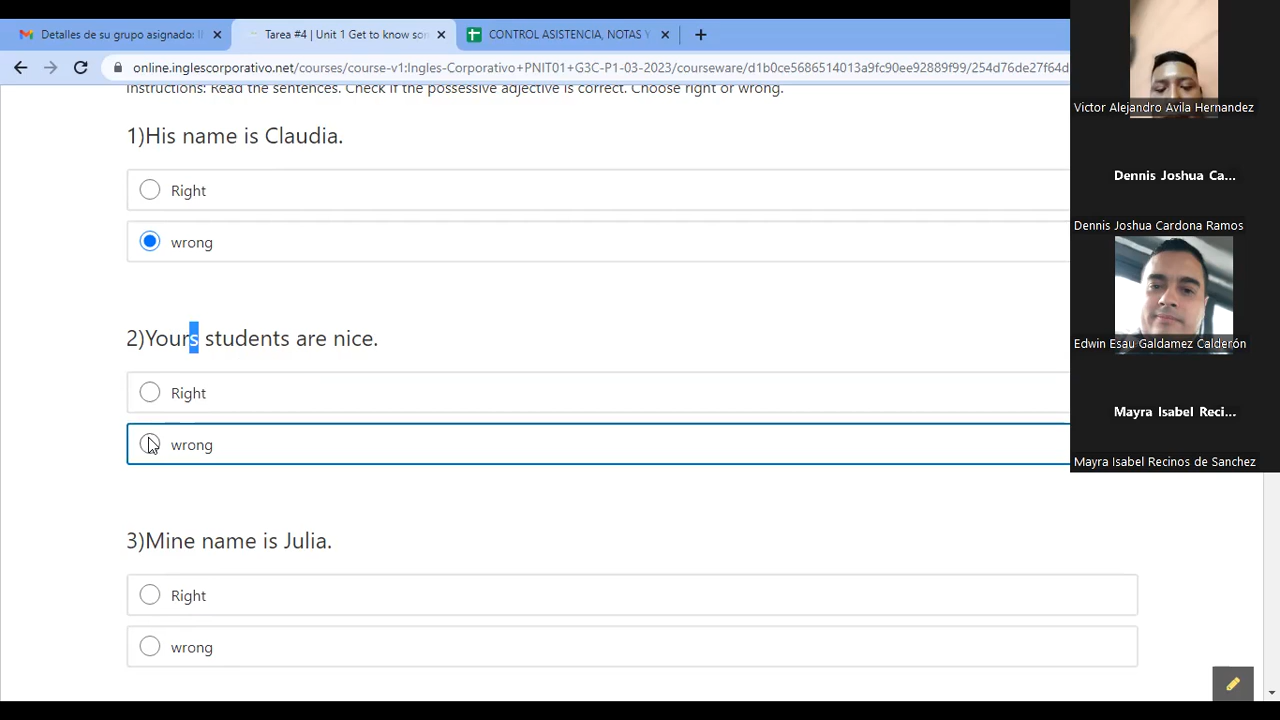 Detalles de su grupo asignado: I
Tarea #4 | Unit 1 Get to know son
CONTROL ASISTENCIA, NOTAS Y
online.inglescorporativo.net/courses/course-v1:Ingles-Corporativo+PNIT01+G3C-P1-03-2023/courseware/d1b0ce5686514013a9fc90ee92889f99/254d76de27f64d
Instructions: Read the sentences. Check if the possessive adjective is correct. Choose right or wrong.
1)His name is Claudia.
Right
wrong
2)Yours students are nice.
Right
wrong
3)Mine name is Julia.
Right
wrong
Victor Alejandro Avila Hernandez
Dennis Joshua Ca...
Dennis Joshua Cardona Ramos
Edwin Esau Galdamez Calderón
Mayra Isabel Reci...
Mayra Isabel Recinos de Sanchez